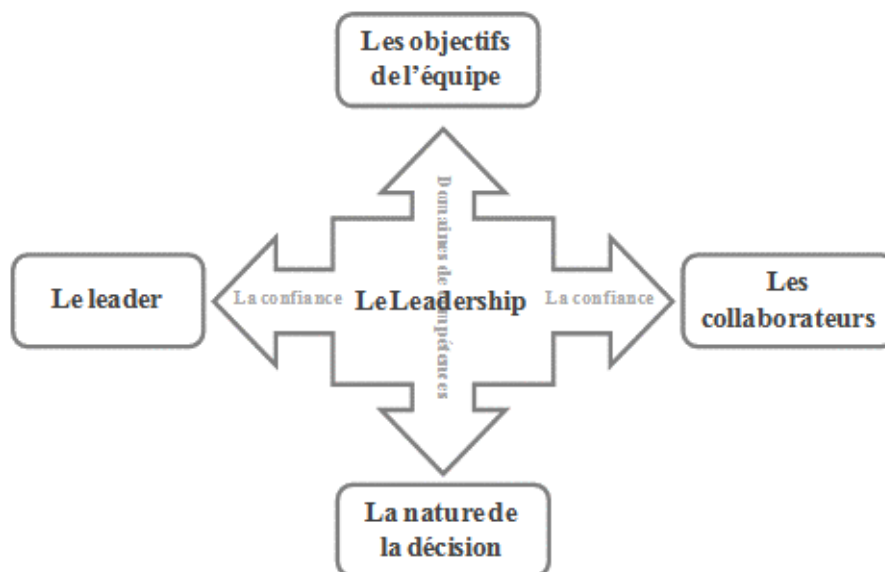 Les objectifs
de l'équipe
Domaines de compétences
Le leader
La confiance
Le Leadership
La confiance
Les
collaborateurs
La nature de
la décision